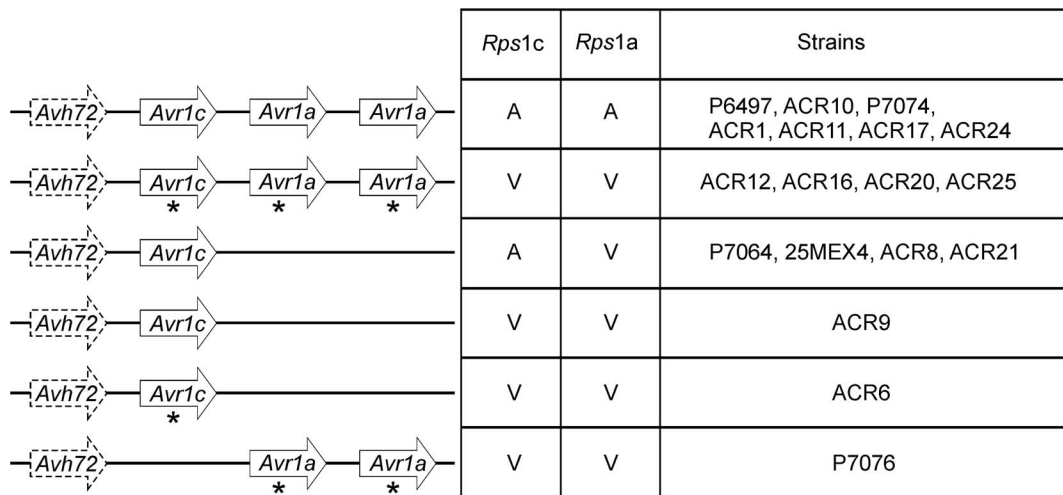 Rps1c Rps1a Strains
Avh72 Avr1c Avr1a Avr1a A A P6497, ACR10, P7074,
ACR1, ACR11, ACR17, ACR24
Avh72 Avr1c Avr1a Avr1a V V ACR12, ACR16, ACR20, ACR25
* * *
Avh72 Avr1c A V P7064, 25MEX4, ACR8, ACR21
Avh72 Avr1c V V ACR9
Avh72 Avr1c V V ACR6
*
Avh72 Avr1a Avr1a V V P7076
* *